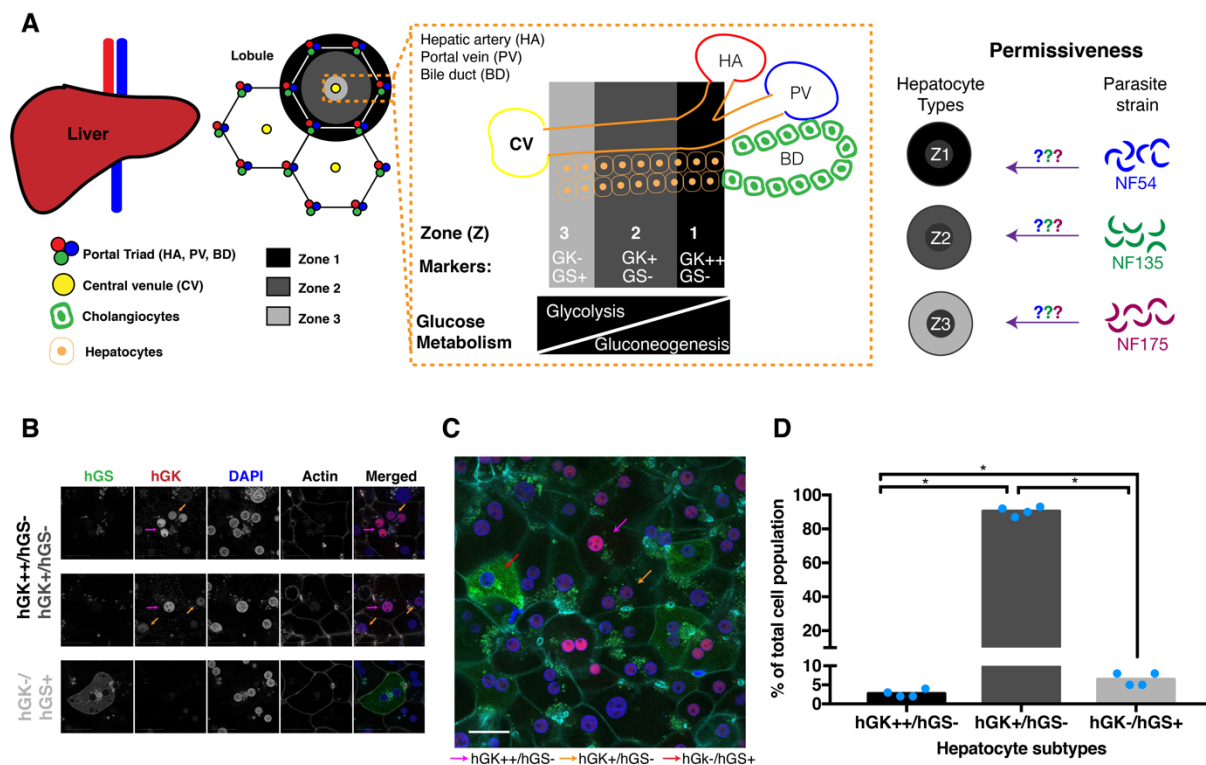 A
Liver
Lobule
Portal Triad (HA, PV, BD)
Central venule (CV)
Cholangiocytes
Hepatocytes
Zone 1
Zone 2
Zone 3
Hepatic artery (HA)
Portal vein (PV)
Bile duct (BD)
HA
PV
CV
BD
Zone (Z) 3 2 1
Markers: GK- GK+ GK++
GS+ GS- GS-
Glucose
Metabolism
Glycolysis
Gluconeogenesis
Permissiveness
Hepatocyte
Types
Parasite
strain
Z1 ??? NF54
Z2 ??? NF135
Z3 ??? NF175
B
hGS hGK DAPI Actin Merged
hGK++/hGS-
hGK+/hGS-
hGK-/
hGS+
C
hGK++/hGS- hGK+/hGS- hGk-/hGS+
D
% of total cell population
100
80
60
40
20
10
5
0
* * *
hGK++/hGS- hGK+/hGS- hGK-/hGS+
Hepatocyte subtypes